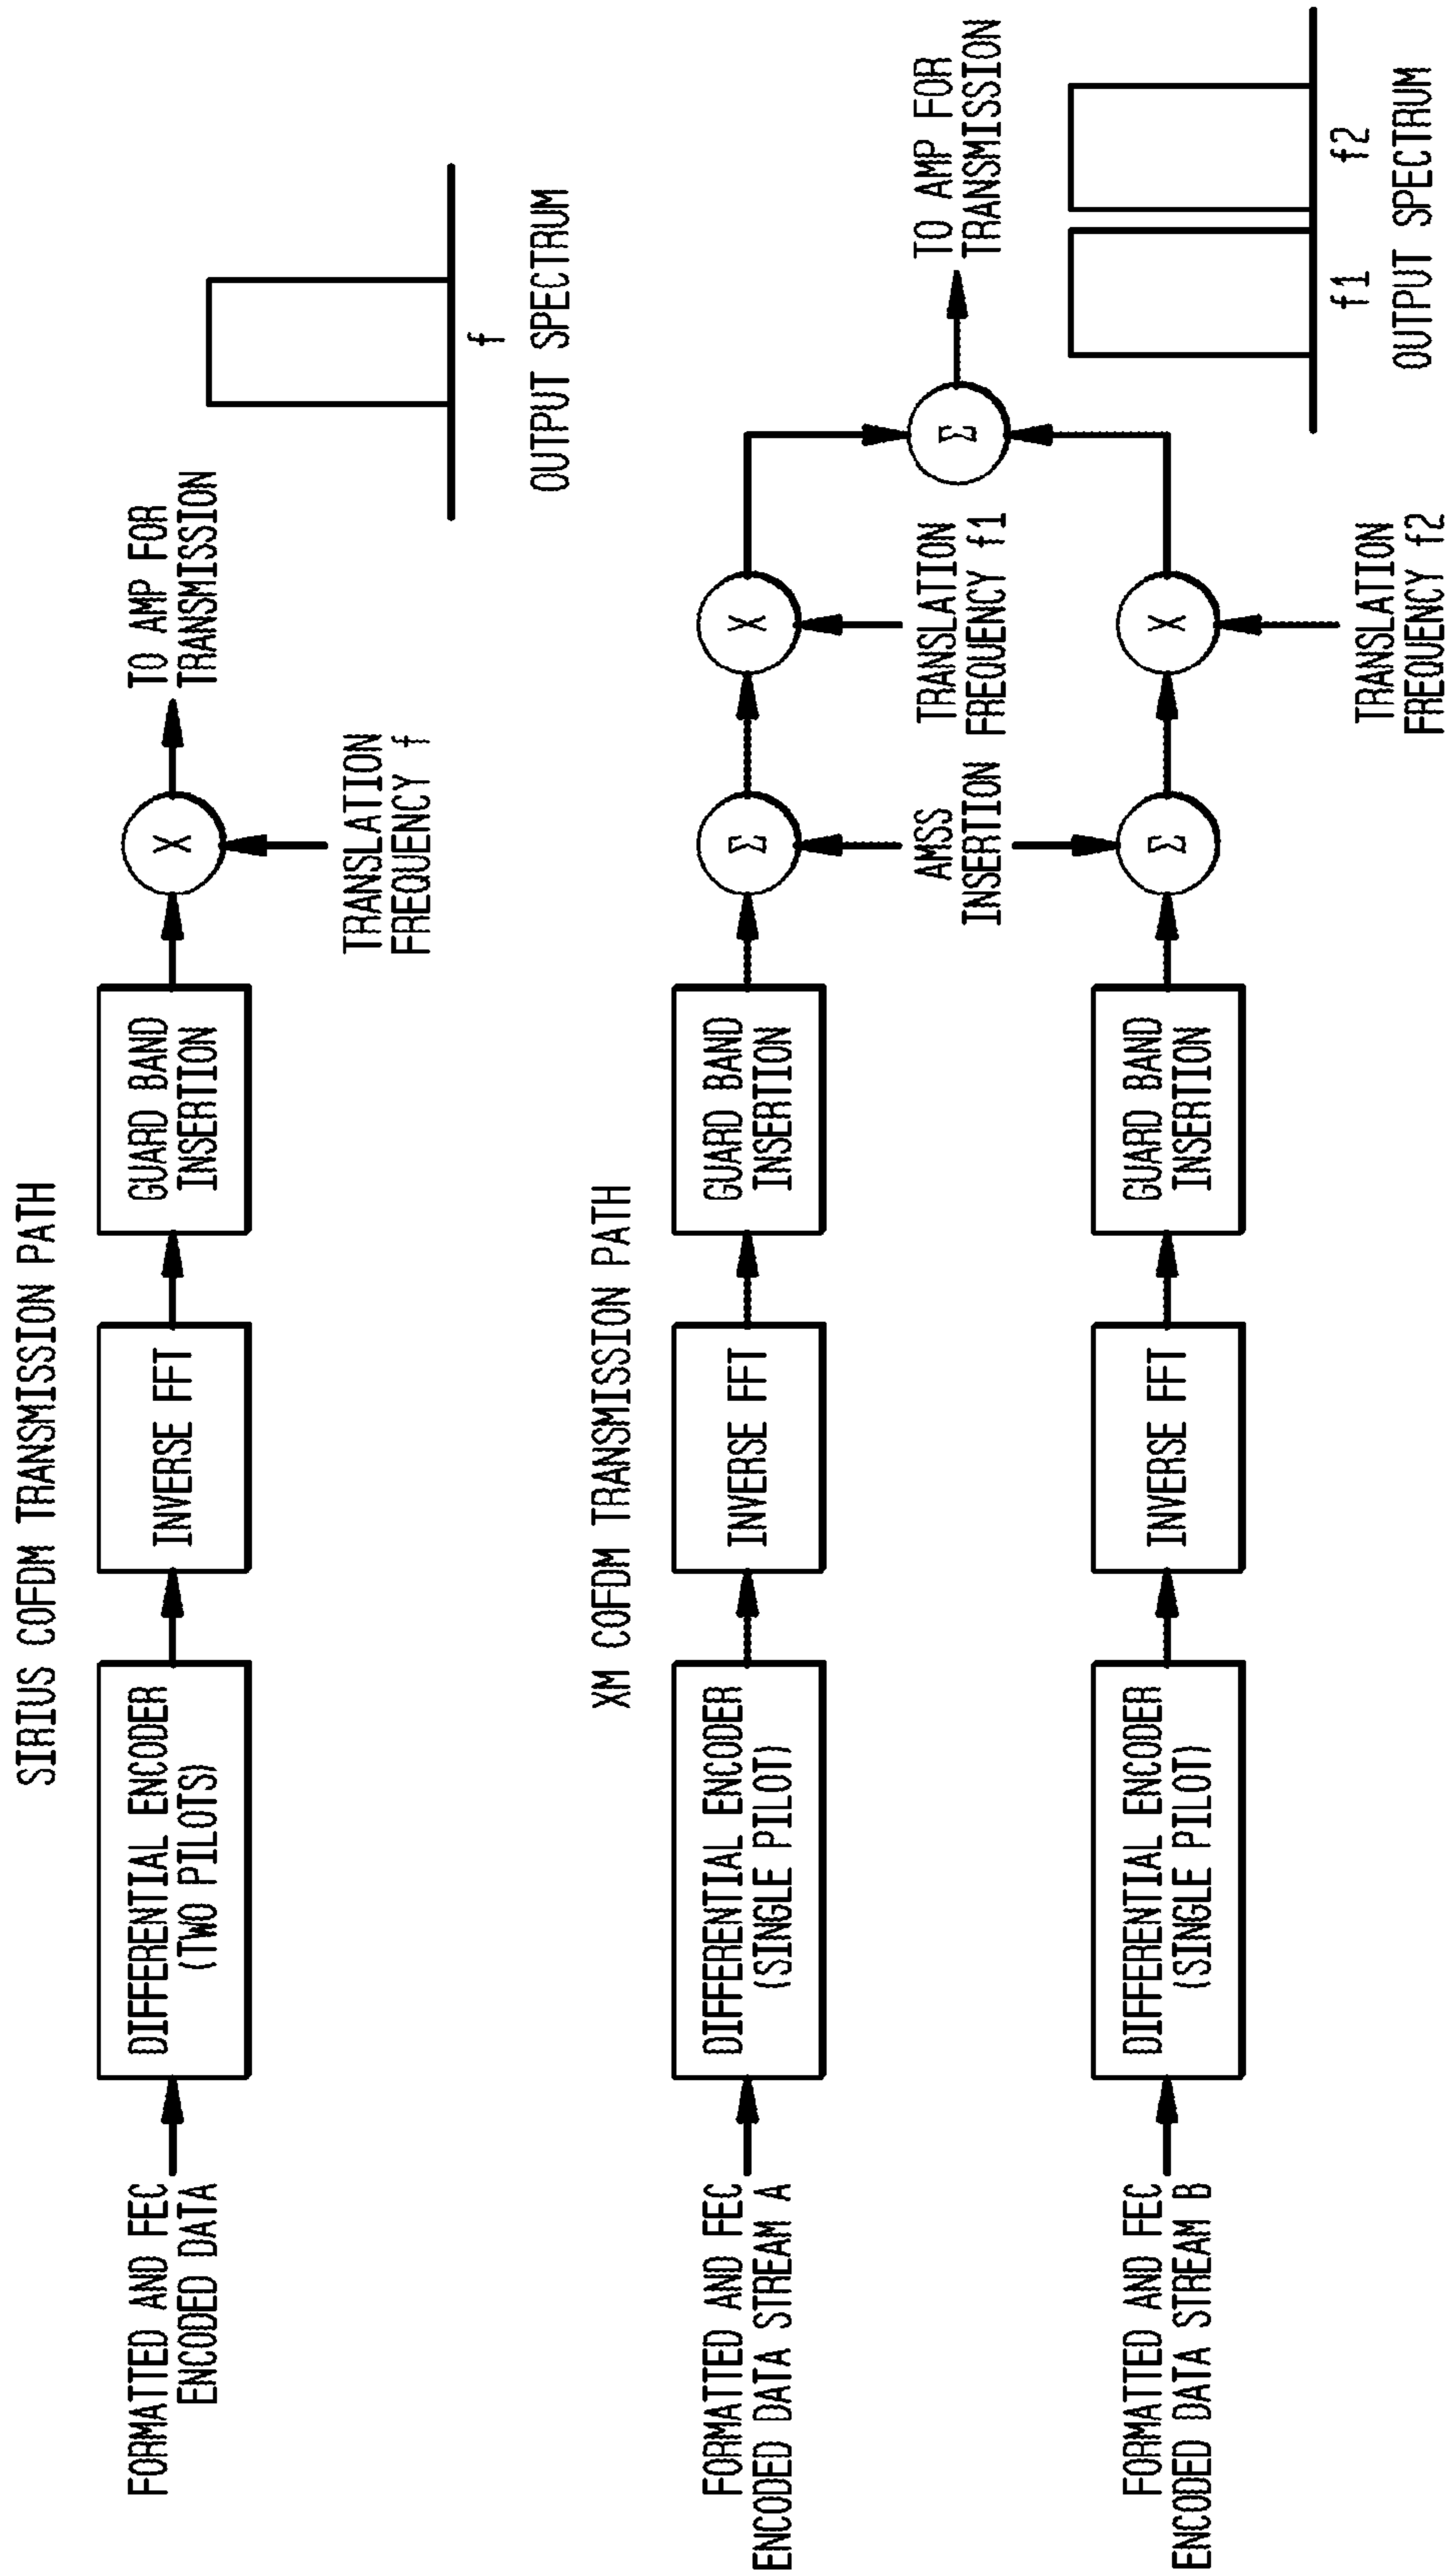 SIRIUS COFDM TRANSMISSION PATH
FORMATTED AND FEC
ENCODED DATA
DIFFERENTIAL ENCODER
(TWO PILOTS)
INVERSE FFT
GUARD BAND
INSERTION
X
TRANSLATION
FREQUENCY f
TO AMP FOR
TRANSMISSION
f
OUTPUT SPECTRUM
XM COFDM TRANSMISSION PATH
FORMATTED AND FEC
ENCODED DATA STREAM A
DIFFERENTIAL ENCODER
(SINGLE PILOT)
INVERSE FFT
GUARD BAND
INSERTION
Σ
X
AMSS
INSERTION
TRANSLATION
FREQUENCY f1
Σ
TO AMP FOR
TRANSMISSION
FORMATTED AND FEC
ENCODED DATA STREAM B
DIFFERENTIAL ENCODER
(SINGLE PILOT)
INVERSE FFT
GUARD BAND
INSERTION
Σ
X
TRANSLATION
FREQUENCY f2
f1
f2
OUTPUT SPECTRUM